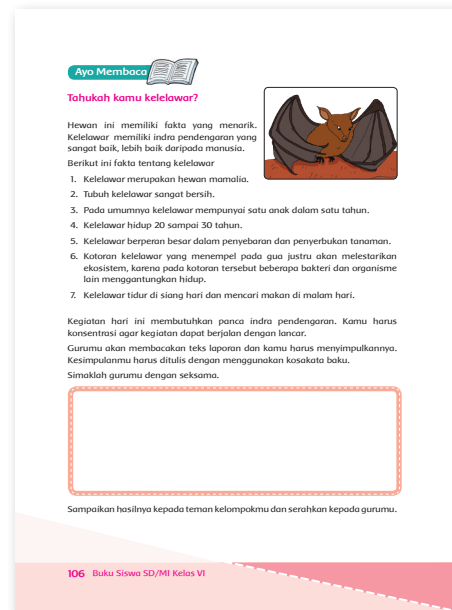 Ayo Membaca
Tahukah kamu kelelawar?
Hewan ini memiliki fakta yang menarik.
Kelelawar memiliki indra pendengaran yang
sangat baik, lebih baik daripada manusia.
Berikut ini fakta tentang kelelawar
1. Kelelawar merupakan hewan mamalia.
2. Tubuh kelelawar sangat bersih.
3. Pada umumnya kelelawar mempunyai satu anak dalam satu tahun.
4. Kelelawar hidup 20 sampai 30 tahun.
5. Kelelawar berperan besar dalam penyebaran dan penyerbukan tanaman.
6. Kotoran kelelawar yang menempel pada gua justru akan melestarikan
ekosistem, karena pada kotoran tersebut beberapa bakteri dan organisme
lain menggantungkan hidup.
7. Kelelawar tidur di siang hari dan mencari makan di malam hari.
Kegiatan hari ini membutuhkan panca indra pendengaran. Kamu harus
konsentrasi agar kegiatan dapat berjalan dengan lancar.
Gurumu akan membacakan teks laporan dan kamu harus menyimpulkannya.
Kesimpulanmu harus ditulis dengan menggunakan kosakata baku.
Simaklah gurumu dengan seksama.
Sampaikan hasilnya kepada teman kelompokmu dan serahkan kepada gurumu.
106 Buku Siswa SD/MI Kelas VI